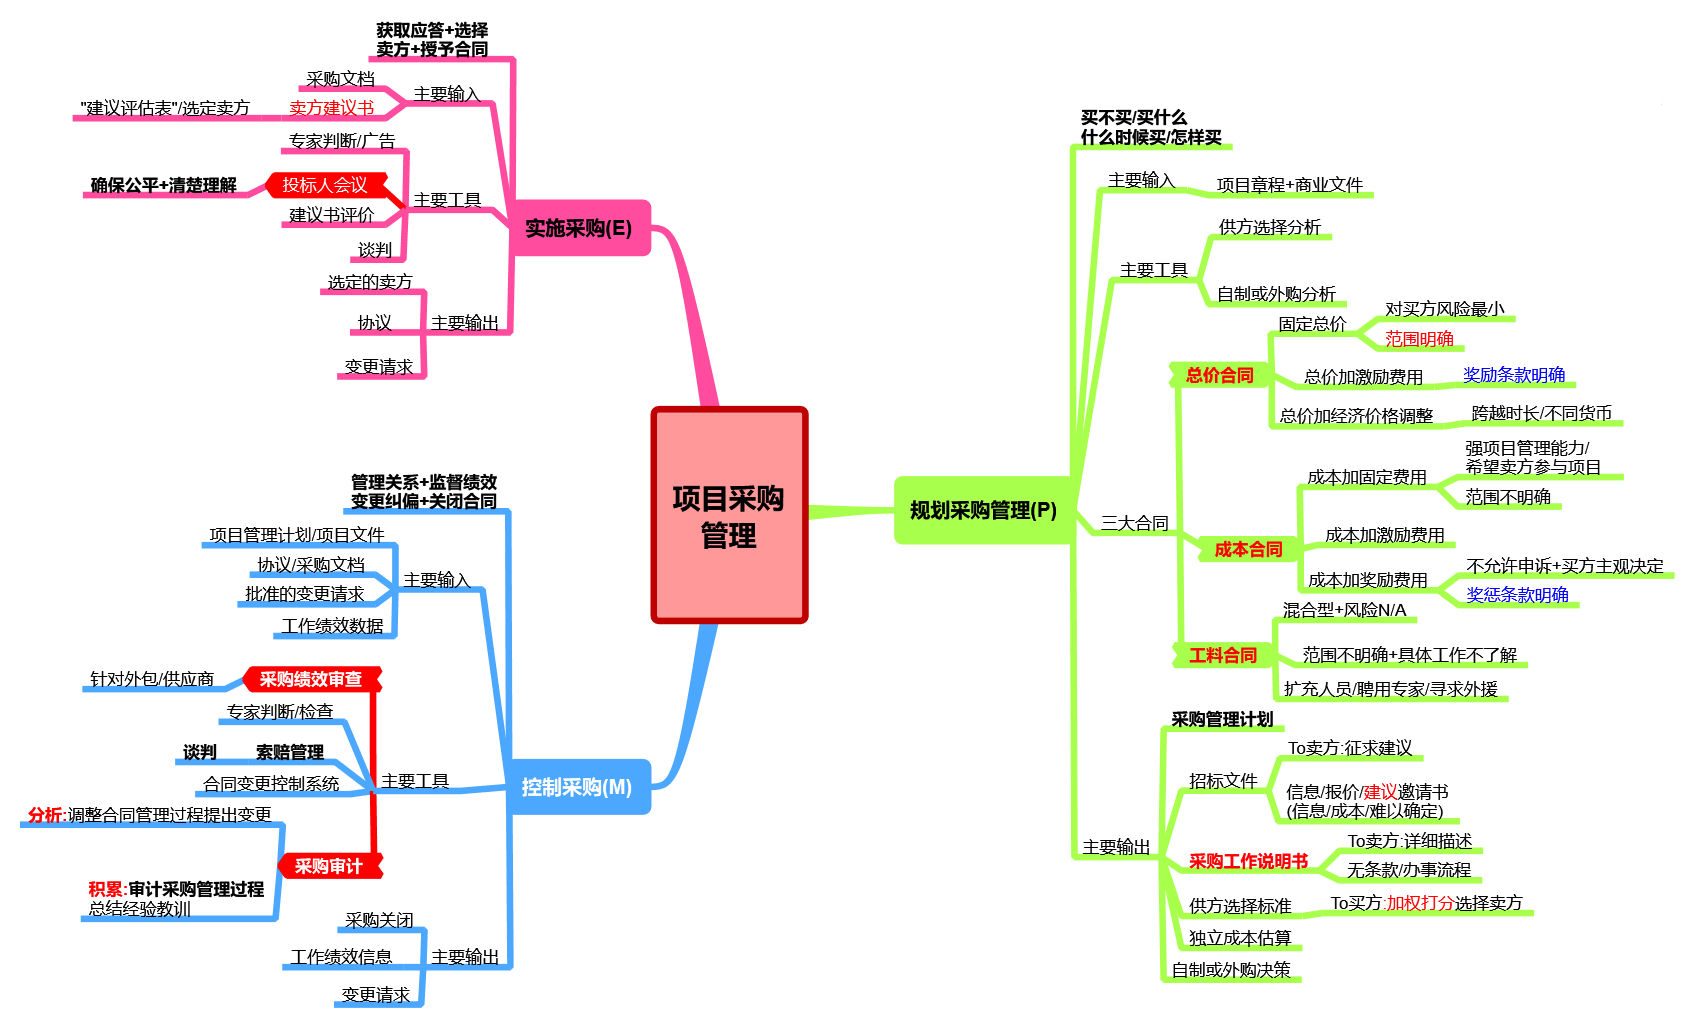 项目采购
管理
实施采购(E)
获取应答+选择
卖方+授予合同
主要输入
采购文档
卖方建议书
"建议评估表"/选定卖方
主要工具
专家判断/广告
投标人会议
确保公平+清楚理解
建议书评价
谈判
主要输出
选定的卖方
协议
变更请求
控制采购(M)
管理关系+监督绩效
变更纠偏+关闭合同
主要输入
项目管理计划/项目文件
协议/采购文档
批准的变更请求
工作绩效数据
主要工具
采购绩效审查
针对外包/供应商
专家判断/检查
索赔管理
谈判
合同变更控制系统
采购审计
分析:调整合同管理过程提出变更
积累:审计采购管理过程
总结经验教训
主要输出
采购关闭
工作绩效信息
变更请求
规划采购管理(P)
买不买/买什么
什么时候买/怎样买
主要输入
项目章程+商业文件
主要工具
供方选择分析
自制或外购分析
三大合同
总价合同
固定总价
对买方风险最小
范围明确
总价加激励费用
奖励条款明确
总价加经济价格调整
跨越时长/不同货币
成本合同
成本加固定费用
强项目管理能力/
希望卖方参与项目
范围不明确
成本加激励费用
成本加奖励费用
不允许申诉+买方主观决定
奖惩条款明确
工料合同
混合型+风险N/A
范围不明确+具体工作不了解
扩充人员/聘用专家/寻求外援
主要输出
采购管理计划
招标文件
To卖方:征求建议
信息/报价/建议邀请书
(信息/成本/难以确定)
采购工作说明书
To卖方:详细描述
无条款/办事流程
供方选择标准
To买方:加权打分选择卖方
独立成本估算
自制或外购决策